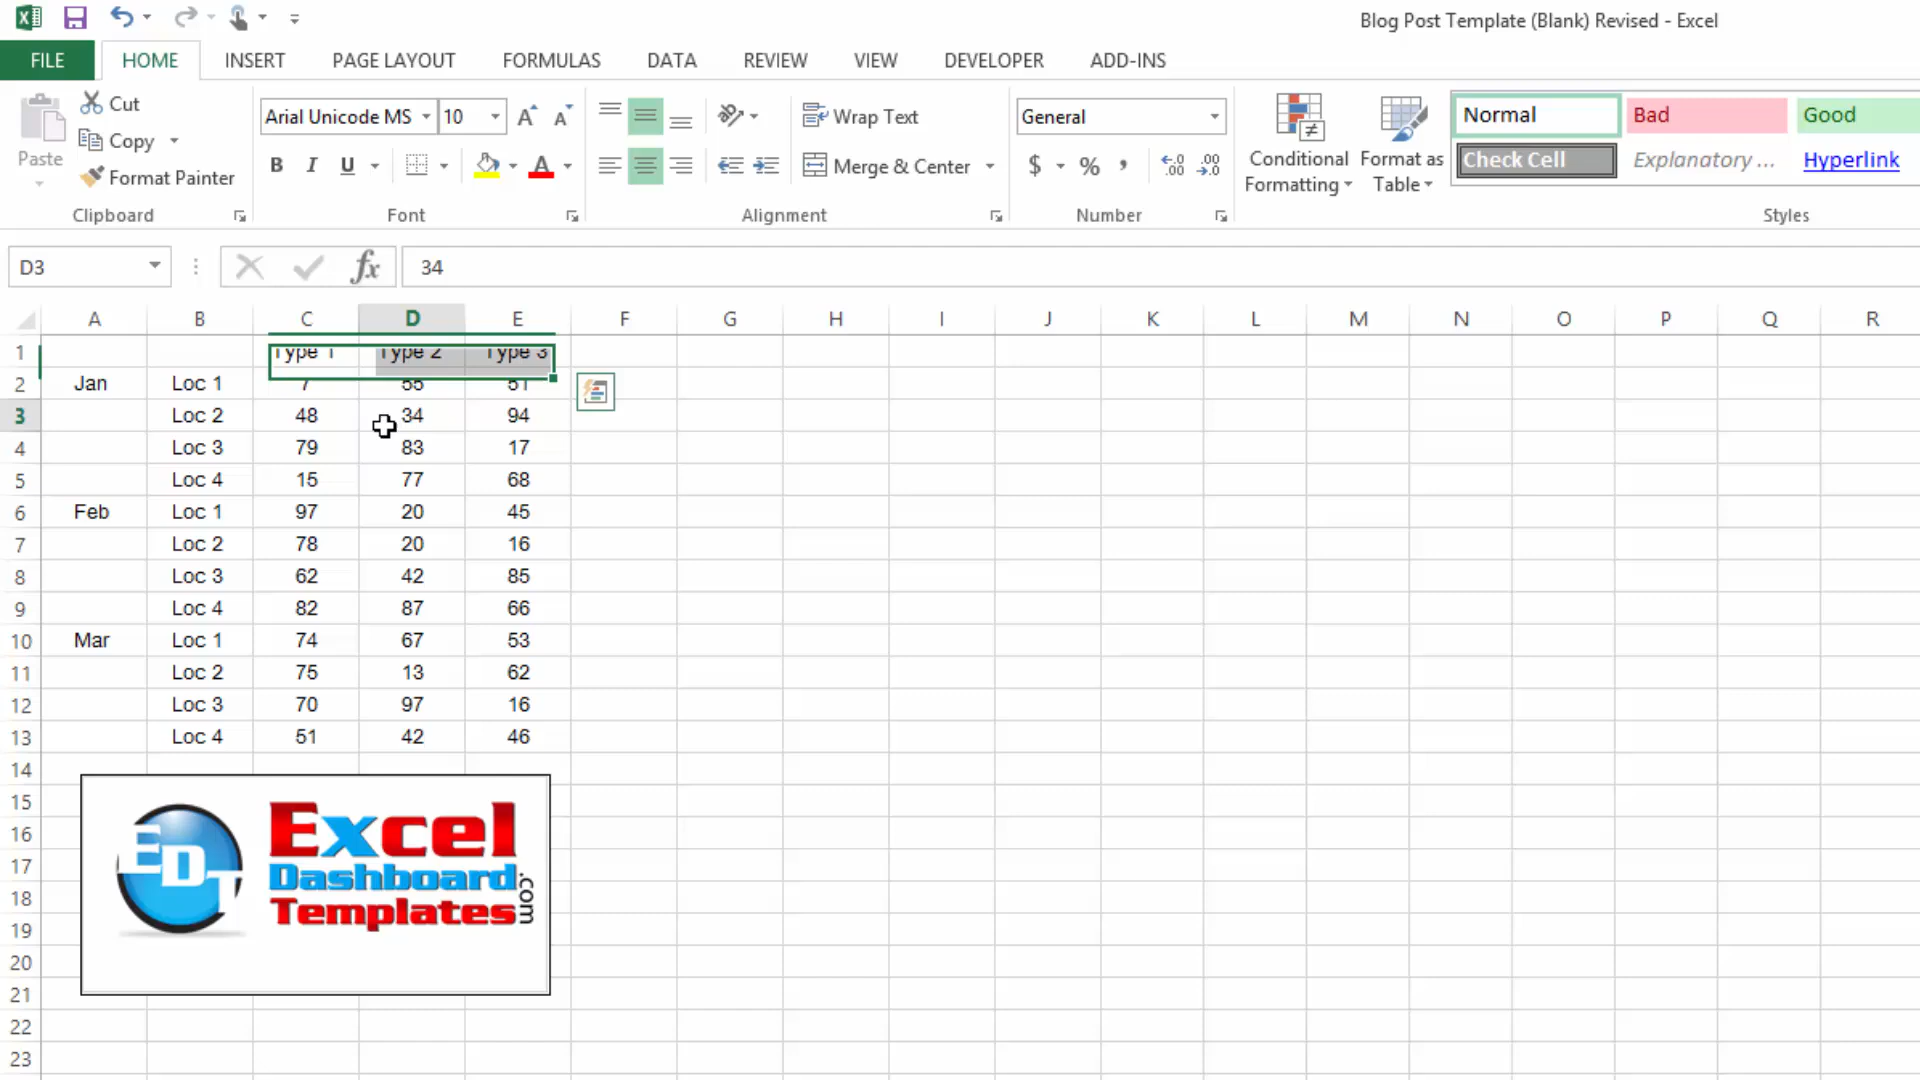 Blog Post Template (Blank) Revised - Excel
FILE HOME INSERT PAGE LAYOUT FORMULAS DATA REVIEW VIEW DEVELOPER ADD-INS
Paste
Cut
Copy
Format Painter
Clipboard
Arial Unicode MS 10
B I U A
Font
Wrap Text
Merge & Center
Alignment
General
$ % ,
Number
Conditional Formatting
Format as Table
Normal Bad Good
Check Cell Explanatory ... Hyperlink
Styles
D3 fx 34
A B C D E F G H I J K L M N O P Q R
1 Type 1 Type 2 Type 3
2 Jan Loc 1 7 55 51
3 Loc 2 48 34 94
4 Loc 3 79 83 17
5 Loc 4 15 77 68
6 Feb Loc 1 97 20 45
7 Loc 2 78 20 16
8 Loc 3 62 42 85
9 Loc 4 82 87 66
10 Mar Loc 1 74 67 53
11 Loc 2 75 13 62
12 Loc 3 70 97 16
13 Loc 4 51 42 46
14
15
16
17
18
19
20
21
22
23
EDT
Excel
Dashboard
Templates
.com